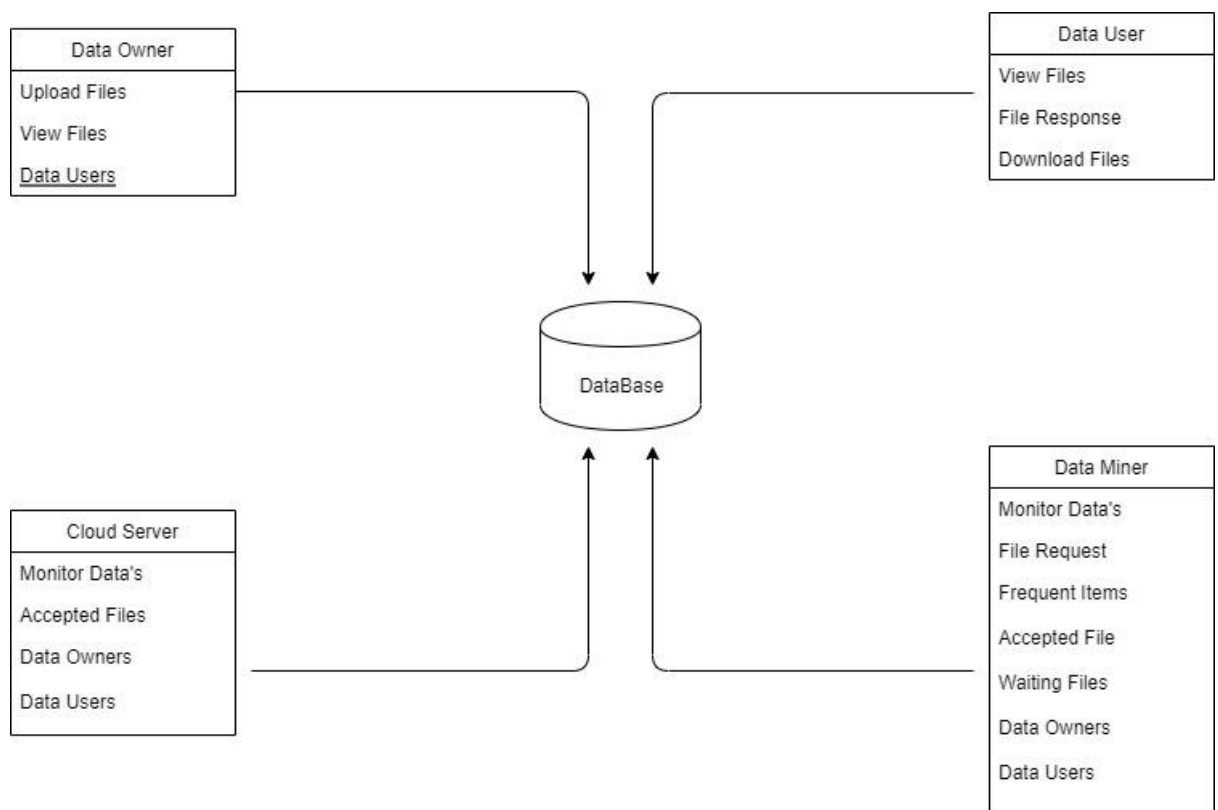 Data Owner
Upload Files
View Files
Data Users
Data User
View Files
File Response
Download Files
DataBase
Cloud Server
Monitor Data's
Accepted Files
Data Owners
Data Users
Data Miner
Monitor Data's
File Request
Frequent Items
Accepted File
Waiting Files
Data Owners
Data Users